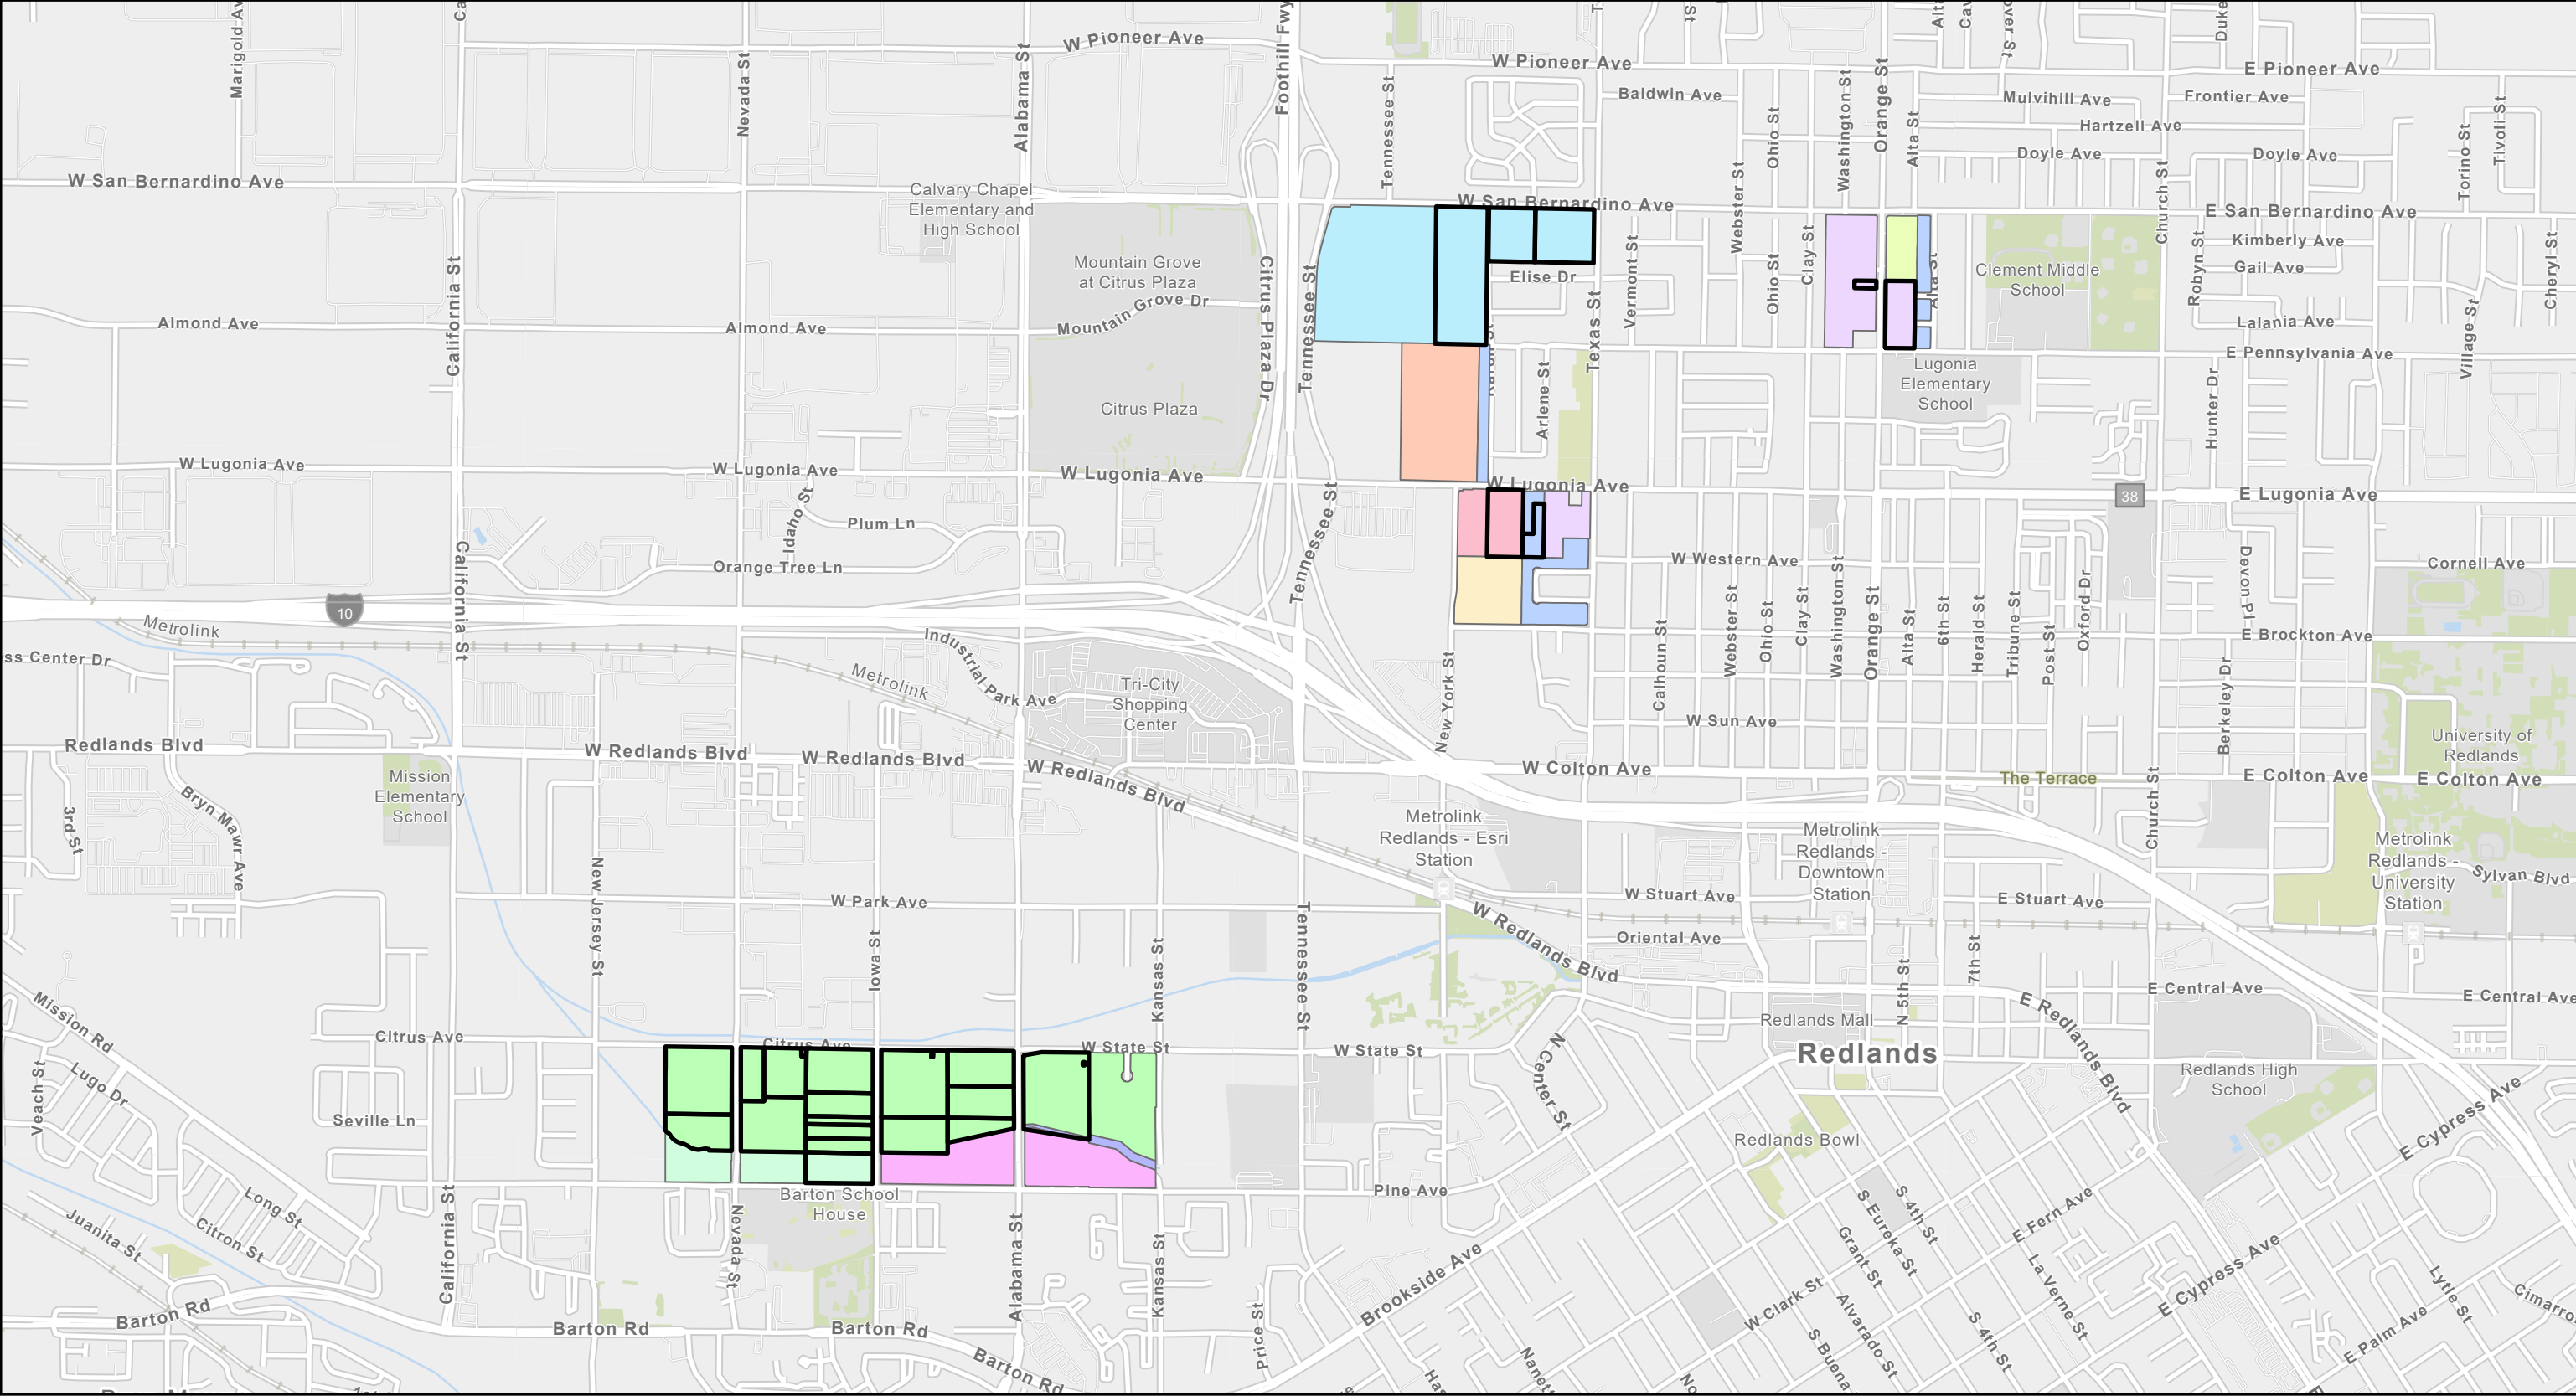 Marigold Av
W Pioneer Ave
Foothill Fwy
Duke
W Pioneer Ave
E Pioneer Ave
Nevada St
Alabama St
Tennessee St
Baldwin Ave
Ohio St
Washington St
Orange St
Alta St
Mulvihill Ave
Frontier Ave
Hartzell Ave
Tivoli St
Torino St
Doyle Ave
Doyle Ave
W San Bernardino Ave
Calvary Chapel
Elementary and
High School
W San Bernardino Ave
Webster St
Church St
E San Bernardino Ave
Kimberly Ave
Gail Ave
Mountain Grove
at Citrus Plaza
Mountain Grove Dr
Citrus Plaza Dr
Tennessee St
Elise Dr
Vermont St
Ohio St
Clay St
Clement Middle
School
Robyn St
Cheryl St
California St
Almond Ave
Almond Ave
Texas St
Lalania Ave
Village St
E Pennsylvania Ave
Lugonia
Elementary
School
Citrus Plaza
Arlene St
Hunter Dr
W Lugonia Ave
W Lugonia Ave
W Lugonia Ave
W Lugonia Ave
38
E Lugonia Ave
Idaho St
Plum Ln
Orange Tree Ln
Tennessee St
W Western Ave
Cornell Ave
Devon Pl
California St
10
Metrolink
ss Center Dr
Industrial Park Ave
Metrolink
Calhoun St
Webster St
Ohio St
Clay St
Washington St
Orange St
Alta St
6th St
Herald St
Tribune St
Post St
Oxford Dr
E Brockton Ave
Tri-City
Shopping
Center
New York St
W Sun Ave
Berkeley Dr
University of
Redlands
Redlands Blvd
W Redlands Blvd
W Redlands Blvd
W Redlands Blvd
W Colton Ave
The Terrace
E Colton Ave
E Colton Ave
Mission
Elementary
School
3rd St
Bryn Mawr Ave
Metrolink
Redlands - Esri
Station
Metrolink
Redlands -
Downtown
Station
Church St
Metrolink
Redlands -
University
Station
Sylvan Blvd
New Jersey St
W Park Ave
Iowa St
Kansas St
Tennessee St
W Stuart Ave
E Stuart Ave
W Redlands Blvd
Oriental Ave
7th St
N 5th St
E Central Ave
E Central Ave
Mission Rd
Citrus Ave
Citrus Ave
W State St
W State St
N Center St
Redlands Mall
E Redlands Blvd
Redlands
Redlands High
School
Veach St
Lugo Dr
Seville Ln
Redlands Bowl
E Cypress Ave
Long St
Juanita St
Citron St
California St
Nevada St
Barton School
House
Alabama St
Kansas St
Pine Ave
S Eureka St
S 4th St
Grant St
E Fern Ave
La Verne St
E Cypress Ave
Barton Rd
Barton Rd
Barton Rd
Barton Rd
Price St
Brookside Ave
W Clark St
Alvarado St
S 4th St
Lytle St
E Palm Ave
Cimarro
S Buena
Nanett
Has
No